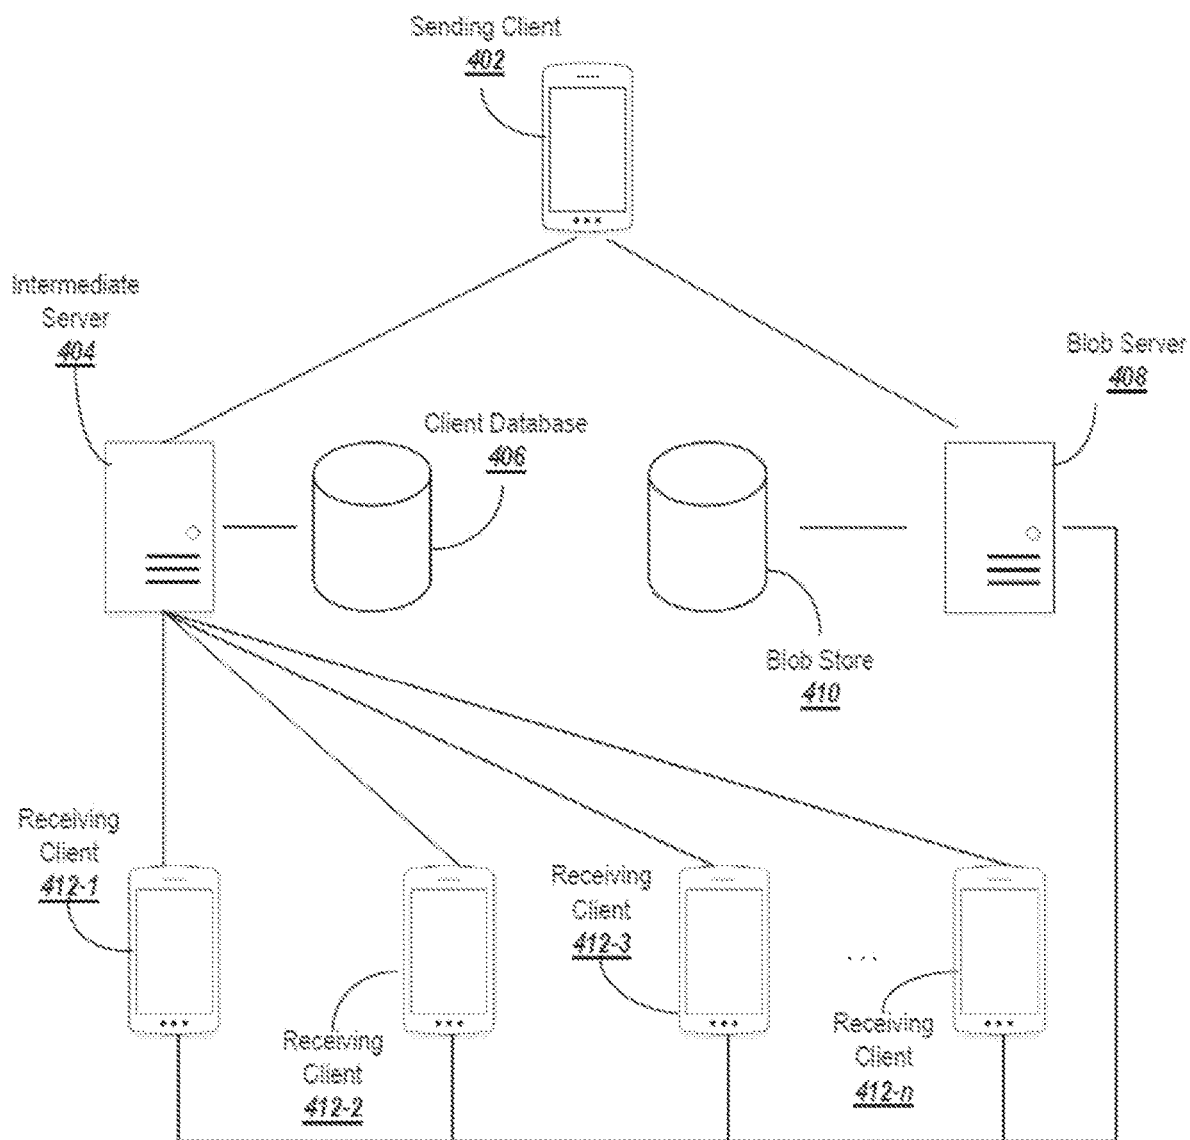 Sending Client
402
Intermediate
Server
404
Blob Server
408
Client Database
406
Blob Store
410
Receiving
Client
412-1
Receiving
Client
412-2
Receiving
Client
412-3
. . .
Receiving
Client
412-n